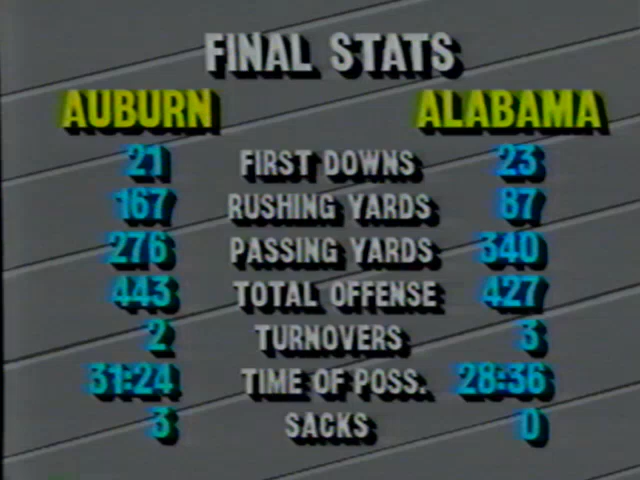 FINAL STATS
AUBURN ALABAMA
21 FIRST DOWNS 23
167 RUSHING YARDS 87
276 PASSING YARDS 340
443 TOTAL OFFENSE 427
2 TURNOVERS 3
31:24 TIME OF POSS. 28:36
3 SACKS 0